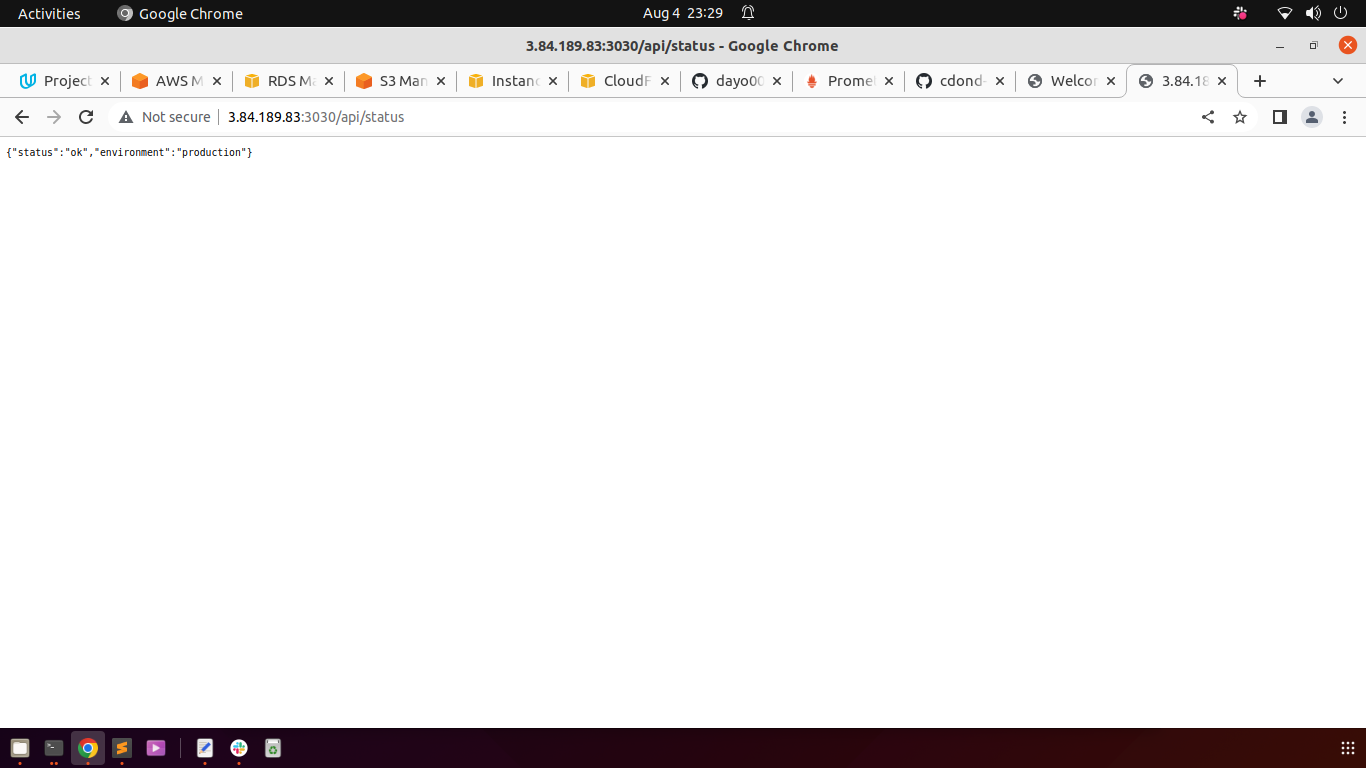 Activities Google Chrome Aug 4 23:29
3.84.189.83:3030/api/status - Google Chrome
Project AWS M RDS Ma S3 Man Instanc CloudF dayo00 Promet cdond- Welcor 3.84.18
Not secure 3.84.189.83:3030/api/status
{"status":"ok","environment":"production"}